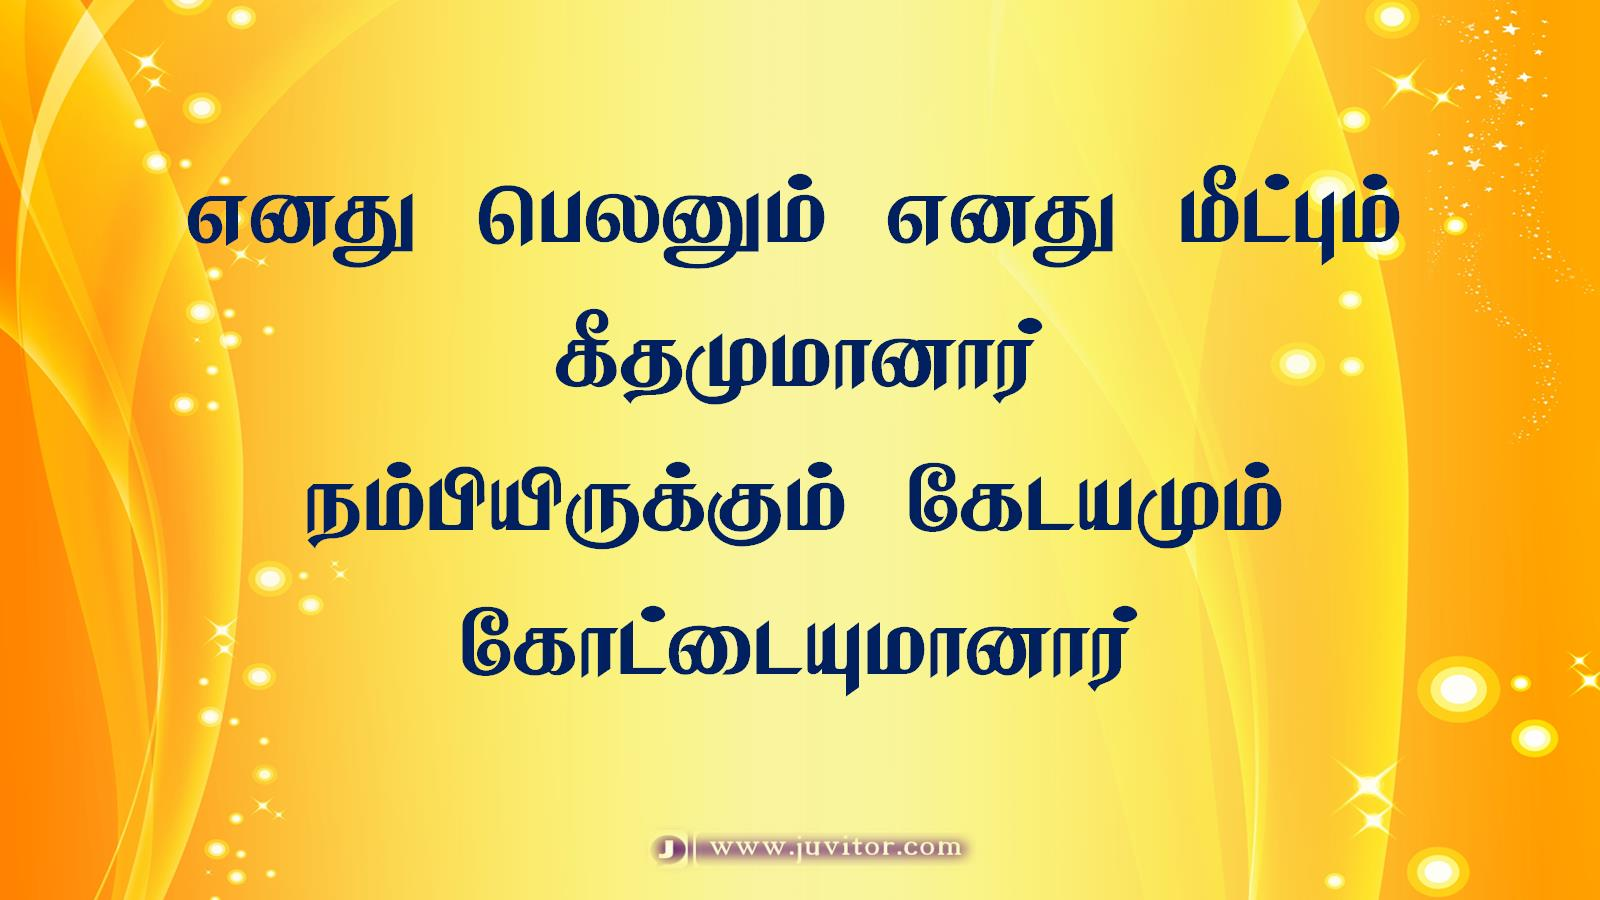 எனது பெலனும் எனது மீட்பும்
கீதமுமானார்
நம்பியிருக்கும் கேடயமும்
கோட்டையுமானார்
J www.juvitor.com